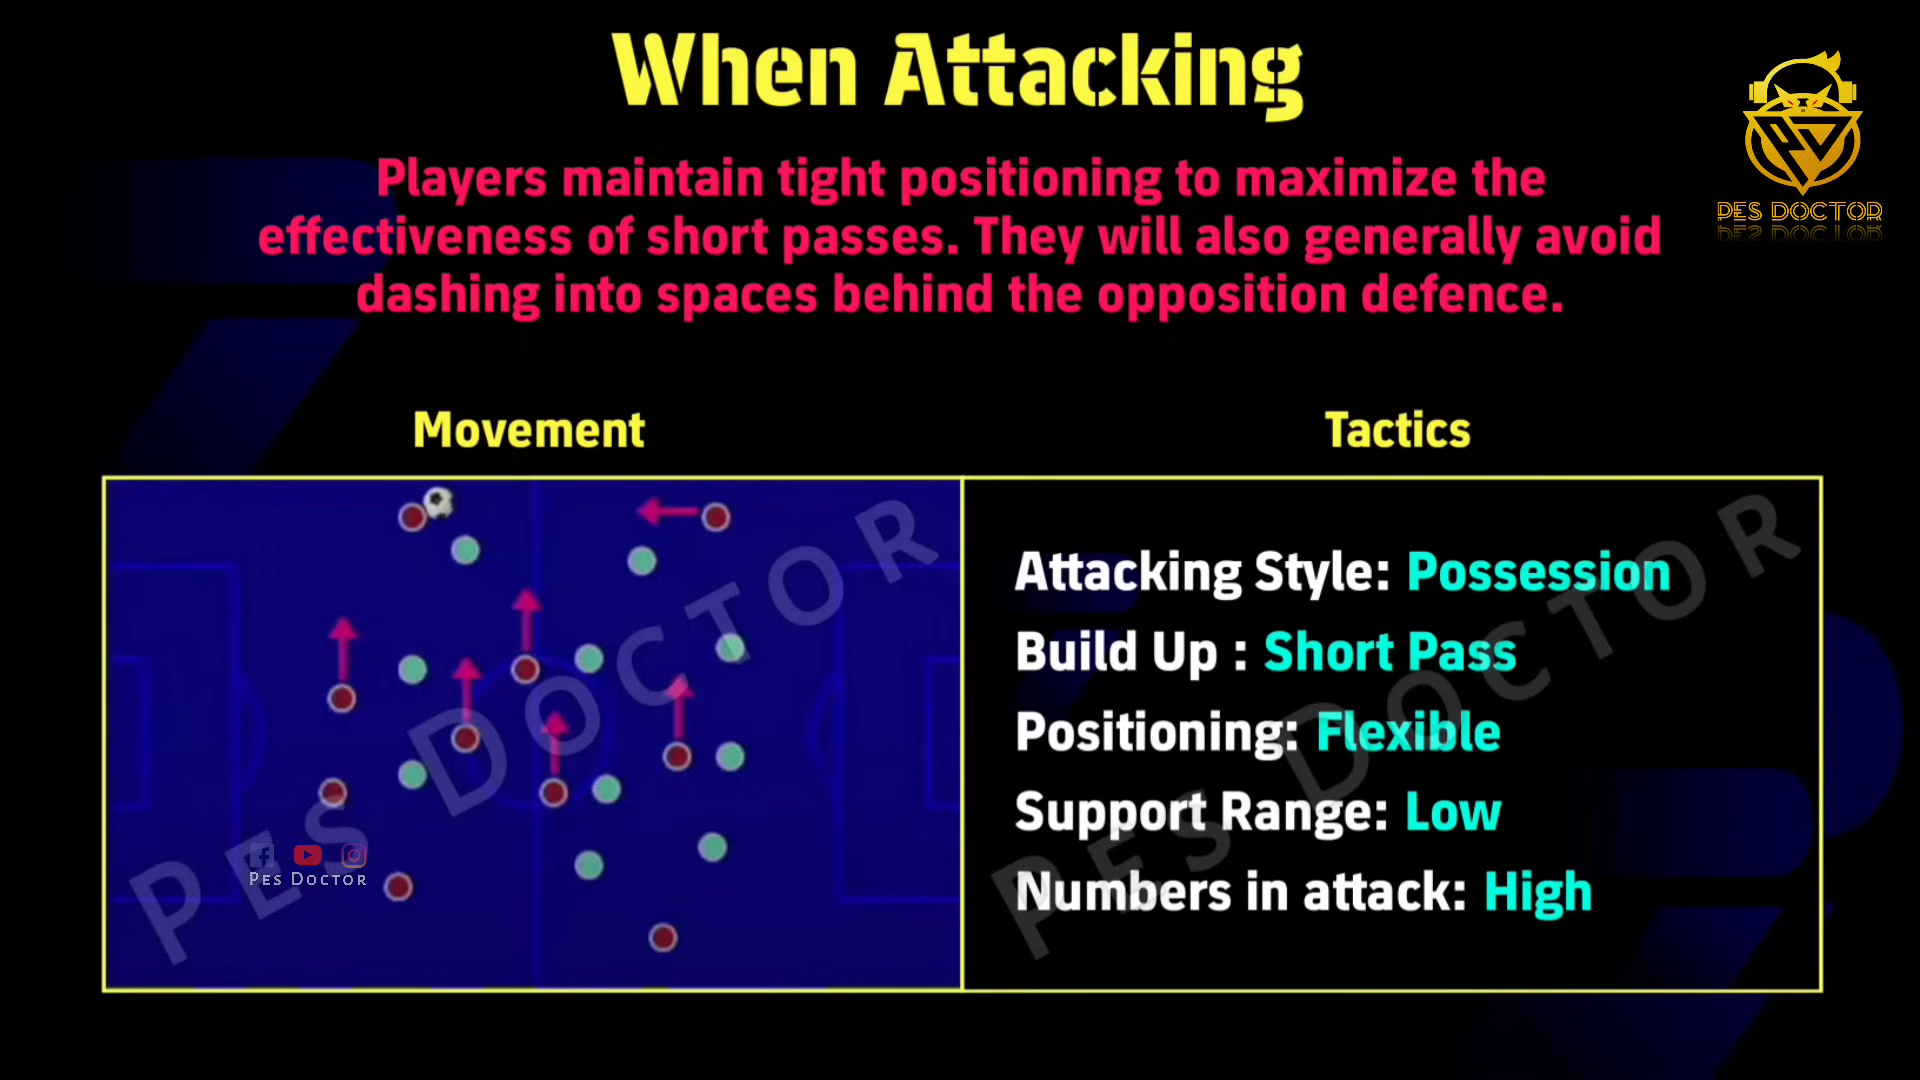 When Attacking
Players maintain tight positioning to maximize the
effectiveness of short passes. They will also generally avoid
dashing into spaces behind the opposition defence.
PES DOCTOR
Movement
Tactics
Attacking Style: Possession
Build Up : Short Pass
Positioning: Flexible
Support Range: Low
Numbers in attack: High
PES DOCTOR
PES DOCTOR
Pes Doctor